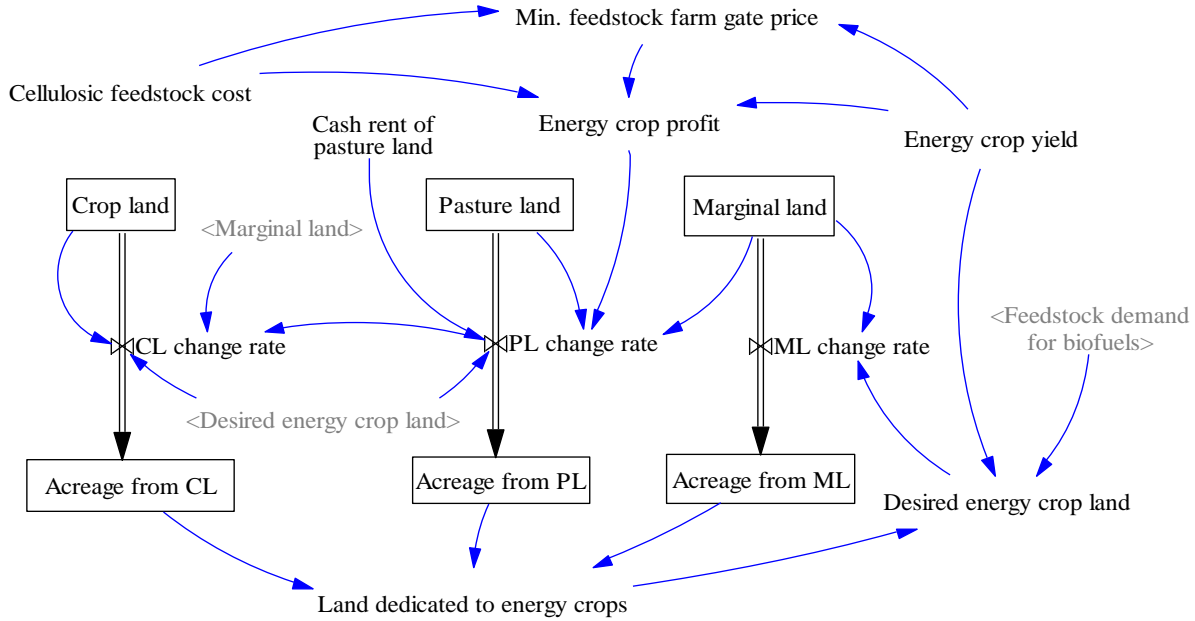 Min. feedstock farm gate price
Cellulosic feedstock cost
Cash rent of
pasture land
Energy crop profit
Energy crop yield
Crop land
<Marginal land>
Pasture land
Marginal land
CL change rate
PL change rate
ML change rate
<Feedstock demand
for biofuels>
<Desired energy crop land>
Acreage from CL
Acreage from PL
Acreage from ML
Desired energy crop land
Land dedicated to energy crops